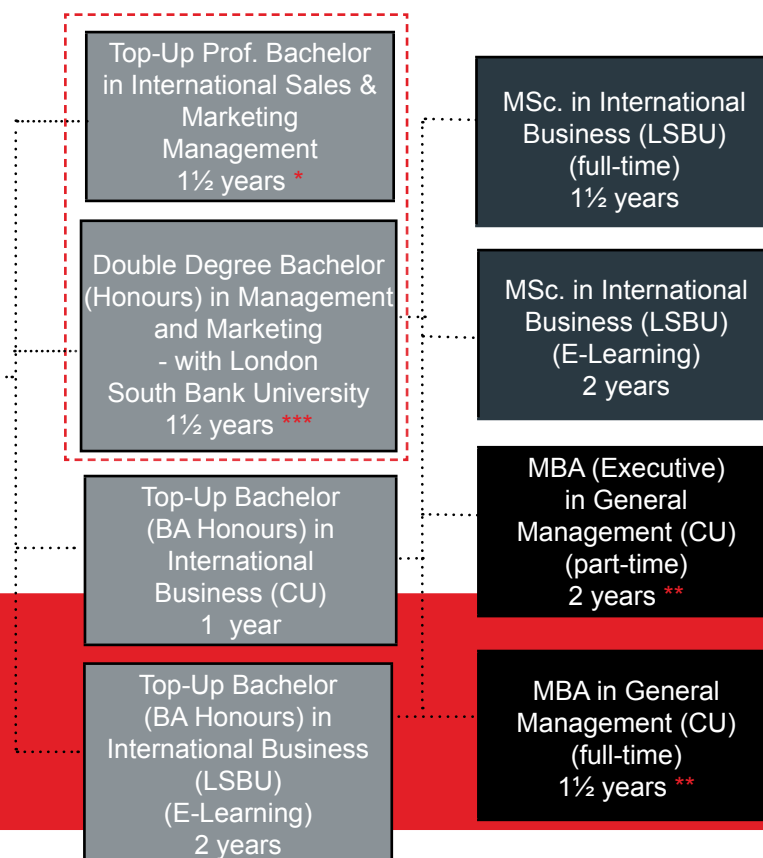 Top-Up Prof. Bachelor
in International Sales &
Marketing
Management
1½ years *
Double Degree Bachelor
(Honours) in Management
and Marketing
- with London
South Bank University
1½ years ***
Top-Up Bachelor
(BA Honours) in
International
Business (CU)
1 year
Top-Up Bachelor
(BA Honours) in
International Business
(LSBU)
(E-Learning)
2 years
MSc. in International
Business (LSBU)
(full-time)
1½ years
MSc. in International
Business (LSBU)
(E-Learning)
2 years
MBA (Executive)
in General
Management (CU)
(part-time)
2 years **
MBA in General
Management (CU)
(full-time)
1½ years **